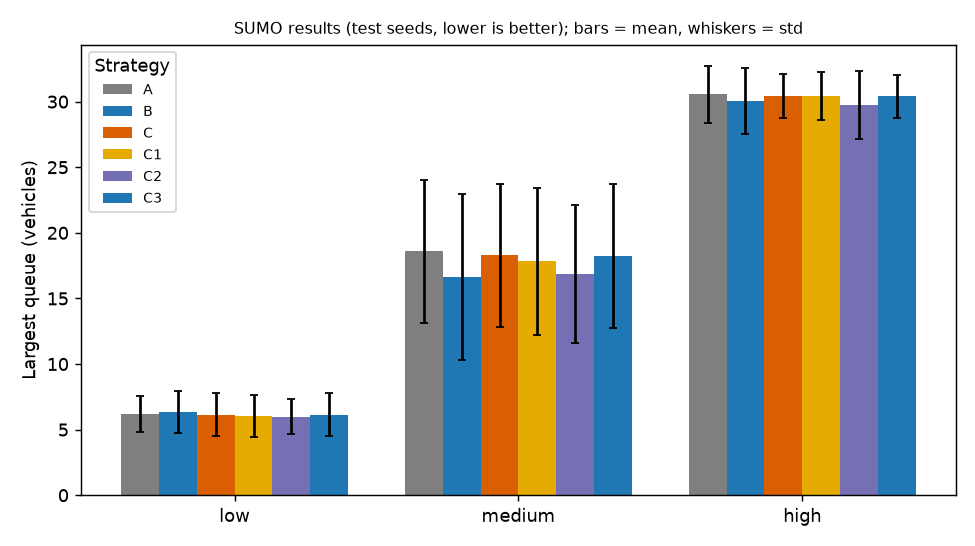 SUMO results (test seeds, lower is better); bars = mean, whiskers = std
Strategy
A
B
C
C1
C2
C3
Largest queue (vehicles)
30
25
20
15
10
5
0
low medium high